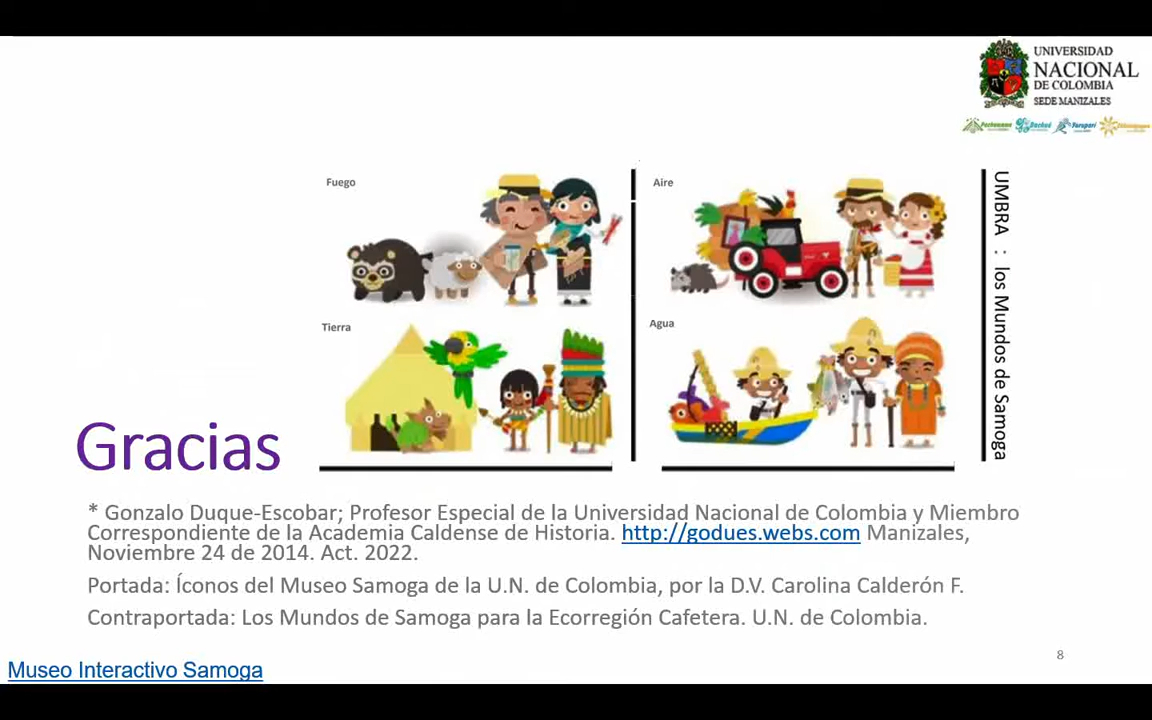 UNIVERSIDAD
NACIONAL
DE COLOMBIA
SEDE MANIZALES
Fuego
Aire
UMBRA : los Mundos de Samoga
Tierra
Agua
Gracias
* Gonzalo Duque-Escobar; Profesor Especial de la Universidad Nacional de Colombia y Miembro
Correspondiente de la Academia Caldense de Historia. http://godues.webs.com Manizales,
Noviembre 24 de 2014. Act. 2022.
Portada: Íconos del Museo Samoga de la U.N. de Colombia, por la D.V. Carolina Calderón F.
Contraportada: Los Mundos de Samoga para la Ecorregión Cafetera. U.N. de Colombia.
8
Museo Interactivo Samoga